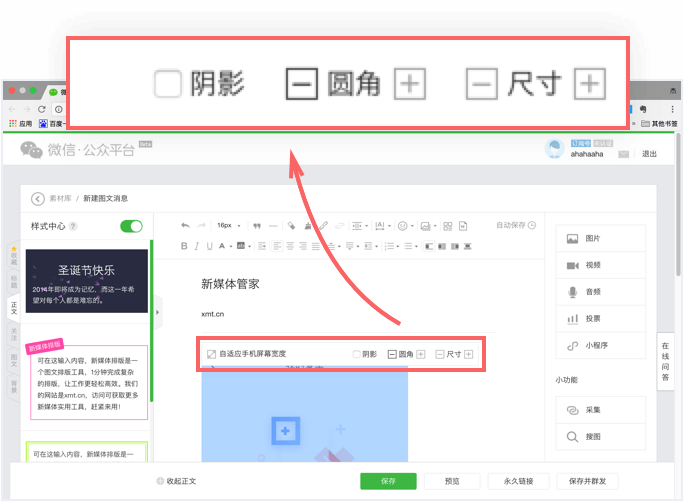 阴影 圆角 尺寸
应用 百度一
其他书签
微信·公众平台 beta
订阅号 未认证
ahahaaha
退出
素材库 / 新建图文消息
样式中心 ?
16px
自动保存
收藏
标题
正文
关注
图文
背景
圣诞节快乐
2014年即将成为记忆，而这一年希
望对每个人都是难忘的。
新媒体排版
可在这输入内容，新媒体排版是一
个图文排版工具，1分钟完成复杂
的排版，让工作更轻松高效。我们
的网站是xmt.cn，访问可获取更多
新媒体实用工具，赶紧来用！
可在这输入内容，新媒体排版是一
新媒体管家
xmt.cn
自适应手机屏幕宽度 阴影 圆角 尺寸
图片
视频
音频
投票
小程序
小功能
采集
搜图
在线问答
收起正文
保存
预览
永久链接
保存并群发